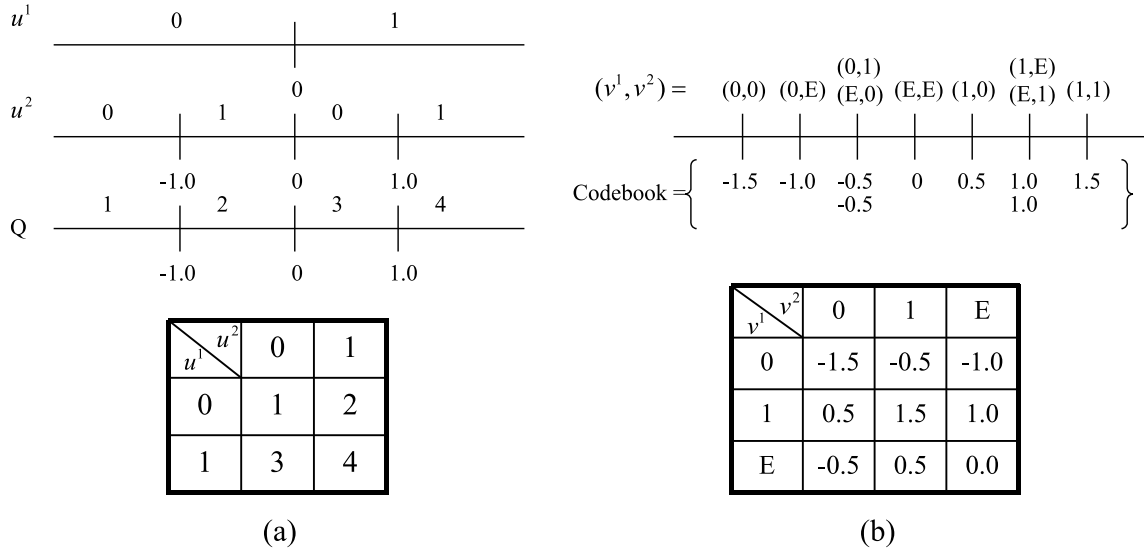 u¹ 0 1
0
u² 0 1 0 1
-1.0 0 1.0
Q 1 2 3 4
-1.0 0 1.0
u² 0 1
u¹
0 1 2
1 3 4
(a)
(0,1) (1,E)
(v¹,v²) = (0,0) (0,E) (E,0) (E,E) (1,0) (E,1) (1,1)
Codebook = { -1.5 -1.0 -0.5 0 0.5 1.0 1.5 }
-0.5 1.0
v² 0 1 E
v¹
0 -1.5 -0.5 -1.0
1 0.5 1.5 1.0
E -0.5 0.5 0.0
(b)